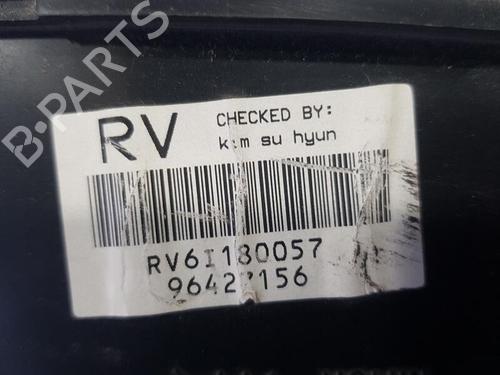 B-PARTS
RV
CHECKED BY:
kim su hyun
RV6I180057